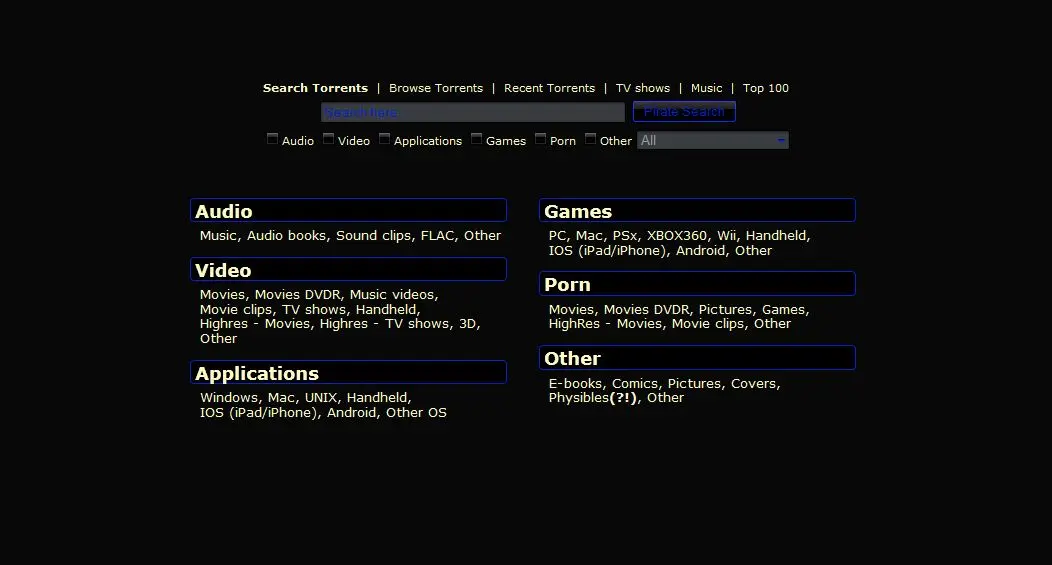 Search Torrents | Browse Torrents | Recent Torrents | TV shows | Music | Top 100
Search here... Pirate Search
Audio Video Applications Games Porn Other All
Audio
Music, Audio books, Sound clips, FLAC, Other
Video
Movies, Movies DVDR, Music videos,
Movie clips, TV shows, Handheld,
Highres - Movies, Highres - TV shows, 3D,
Other
Applications
Windows, Mac, UNIX, Handheld,
IOS (iPad/iPhone), Android, Other OS
Games
PC, Mac, PSx, XBOX360, Wii, Handheld,
IOS (iPad/iPhone), Android, Other
Porn
Movies, Movies DVDR, Pictures, Games,
HighRes - Movies, Movie clips, Other
Other
E-books, Comics, Pictures, Covers,
Physibles(?!), Other